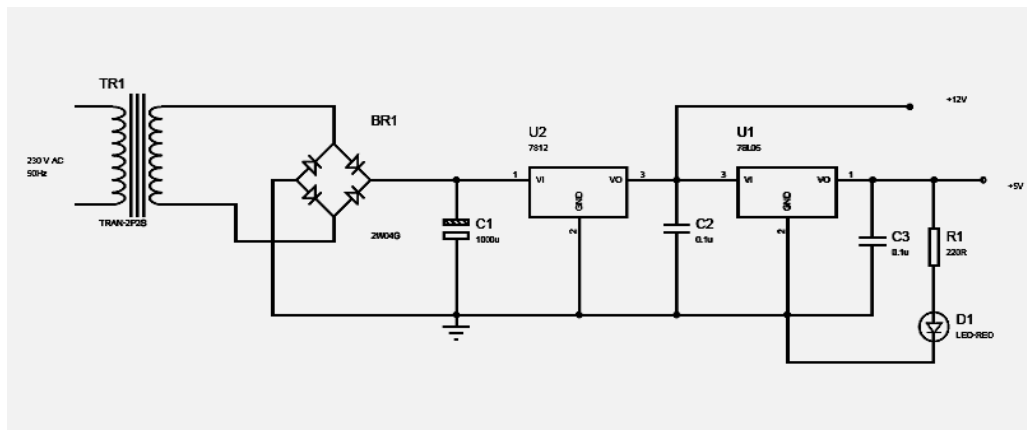 TR1
230 V AC
50Hz
TRAN-2P2S
BR1
2W04G
C1
1000u
U2
7812
1
VI
VO
3
GND
2
C2
0.1u
U1
78L05
3
VI
VO
1
GND
2
C3
0.1u
R1
220R
D1
LED-RED
+12V
+5V